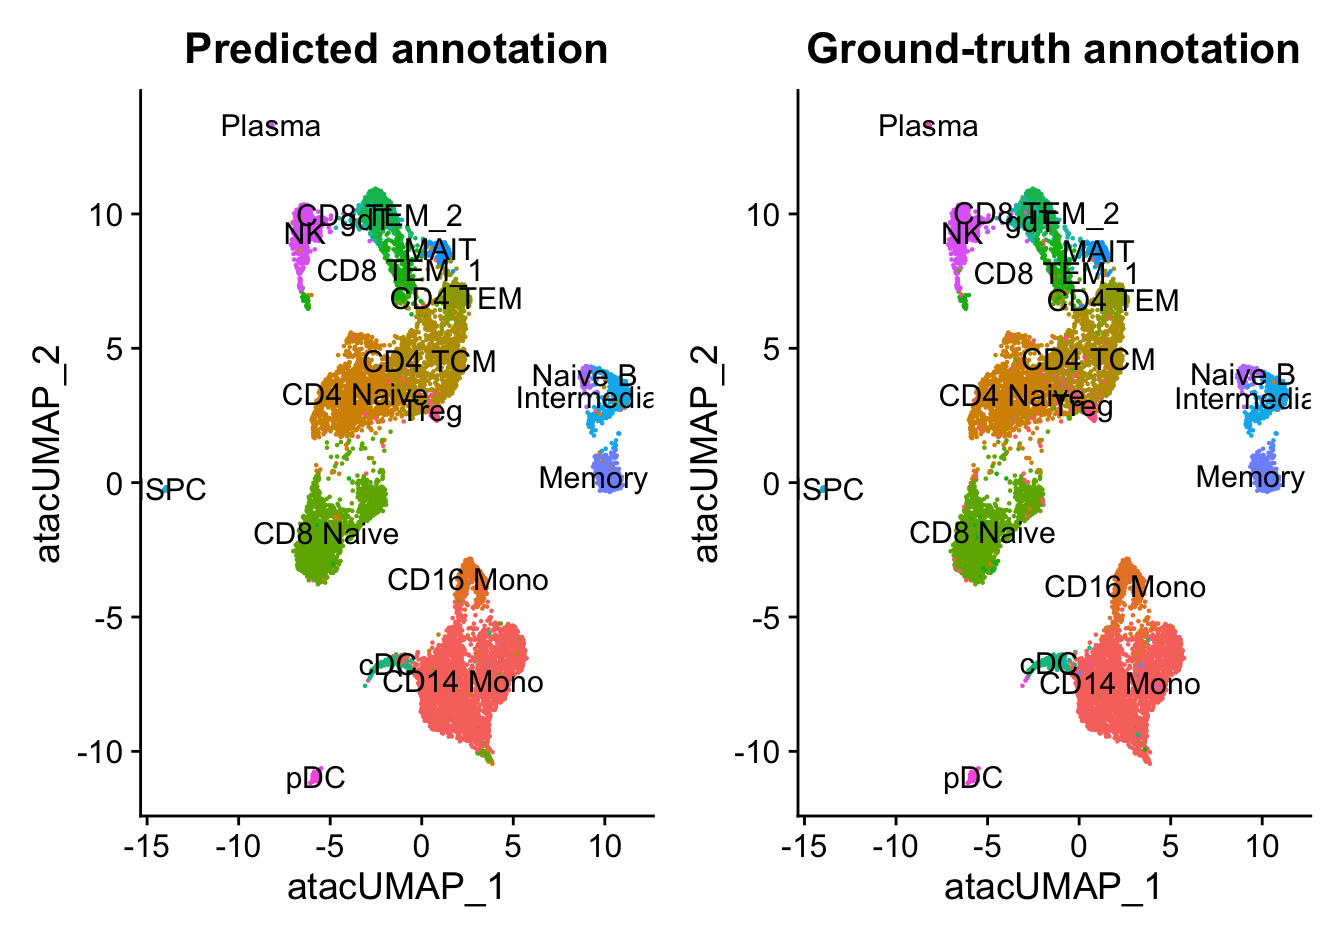 Predicted annotation
Plasma
CD8 TEM_2
gdT
NK
MAIT
CD8 TEM_1
CD4 TEM
CD4 TCM
CD4 Naive
Treg
Naive B
Intermedia
Memory
SPC
CD8 Naive
CD16 Mono
cDC
CD14 Mono
pDC
10
5
0
-5
-10
-15
-10
-5
0
5
10
atacUMAP_1
atacUMAP_2
Ground-truth annotation
Plasma
CD8 TEM_2
gdT
NK
MAIT
CD8 TEM_1
CD4 TEM
CD4 TCM
CD4 Naive
Treg
Naive B
Intermedia
Memory
SPC
CD8 Naive
CD16 Mono
cDC
CD14 Mono
pDC
10
5
0
-5
-10
-15
-10
-5
0
5
10
atacUMAP_1
atacUMAP_2